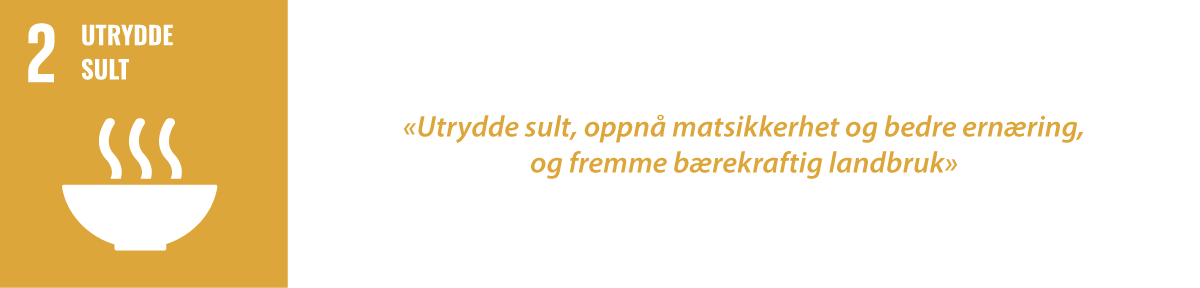 2
UTRYDDE
SULT
«Utrydde sult, oppnå matsikkerhet og bedre ernæring,
og fremme bærekraftig landbruk»